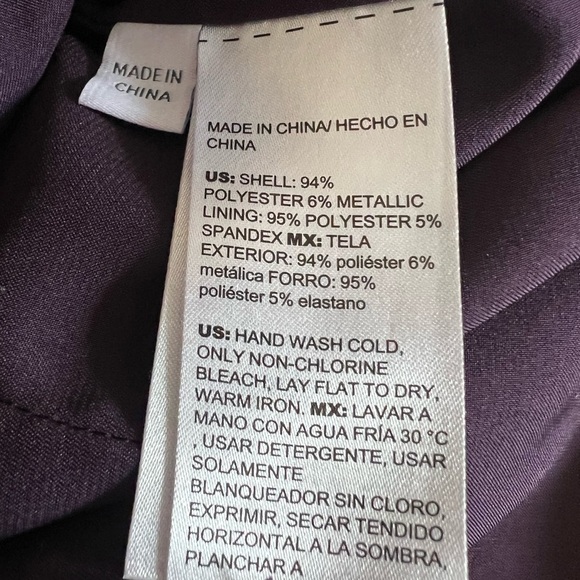 MADE IN
CHINA
MADE IN CHINA/ HECHO EN
CHINA
US: SHELL: 94%
POLYESTER 6% METALLIC
LINING: 95% POLYESTER 5%
SPANDEX MX: TELA
EXTERIOR: 94% poliéster 6%
metálica FORRO: 95%
poliéster 5% elastano
US: HAND WASH COLD,
ONLY NON-CHLORINE
BLEACH, LAY FLAT TO DRY,
WARM IRON. MX: LAVAR A
MANO CON AGUA FRÍA 30 °C
, USAR DETERGENTE, USAR
SOLAMENTE
BLANQUEADOR SIN CLORO,
EXPRIMIR, SECAR TENDIDO
HORIZONTAL A LA SOMBRA,
PLANCHAR A